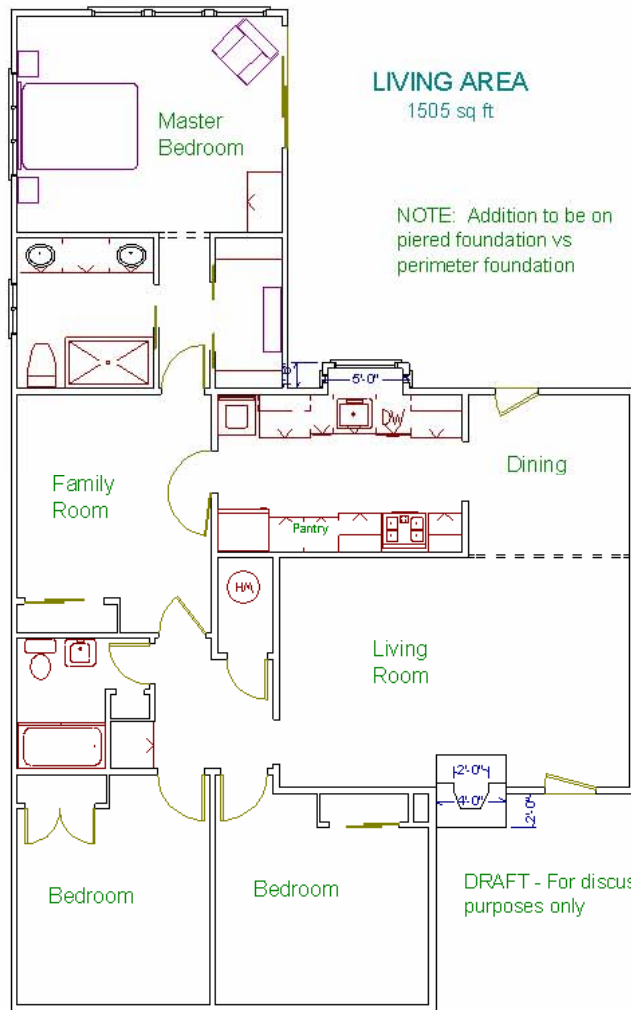 LIVING AREA
1505 sq ft
Master
Bedroom
NOTE: Addition to be on
piered foundation vs
perimeter foundation
5'-0"
DW
Dining
Family
Room
Pantry
HW
Living
Room
2'-0"
4'-0"
2'-0"
Bedroom
Bedroom
DRAFT - For discus
purposes only